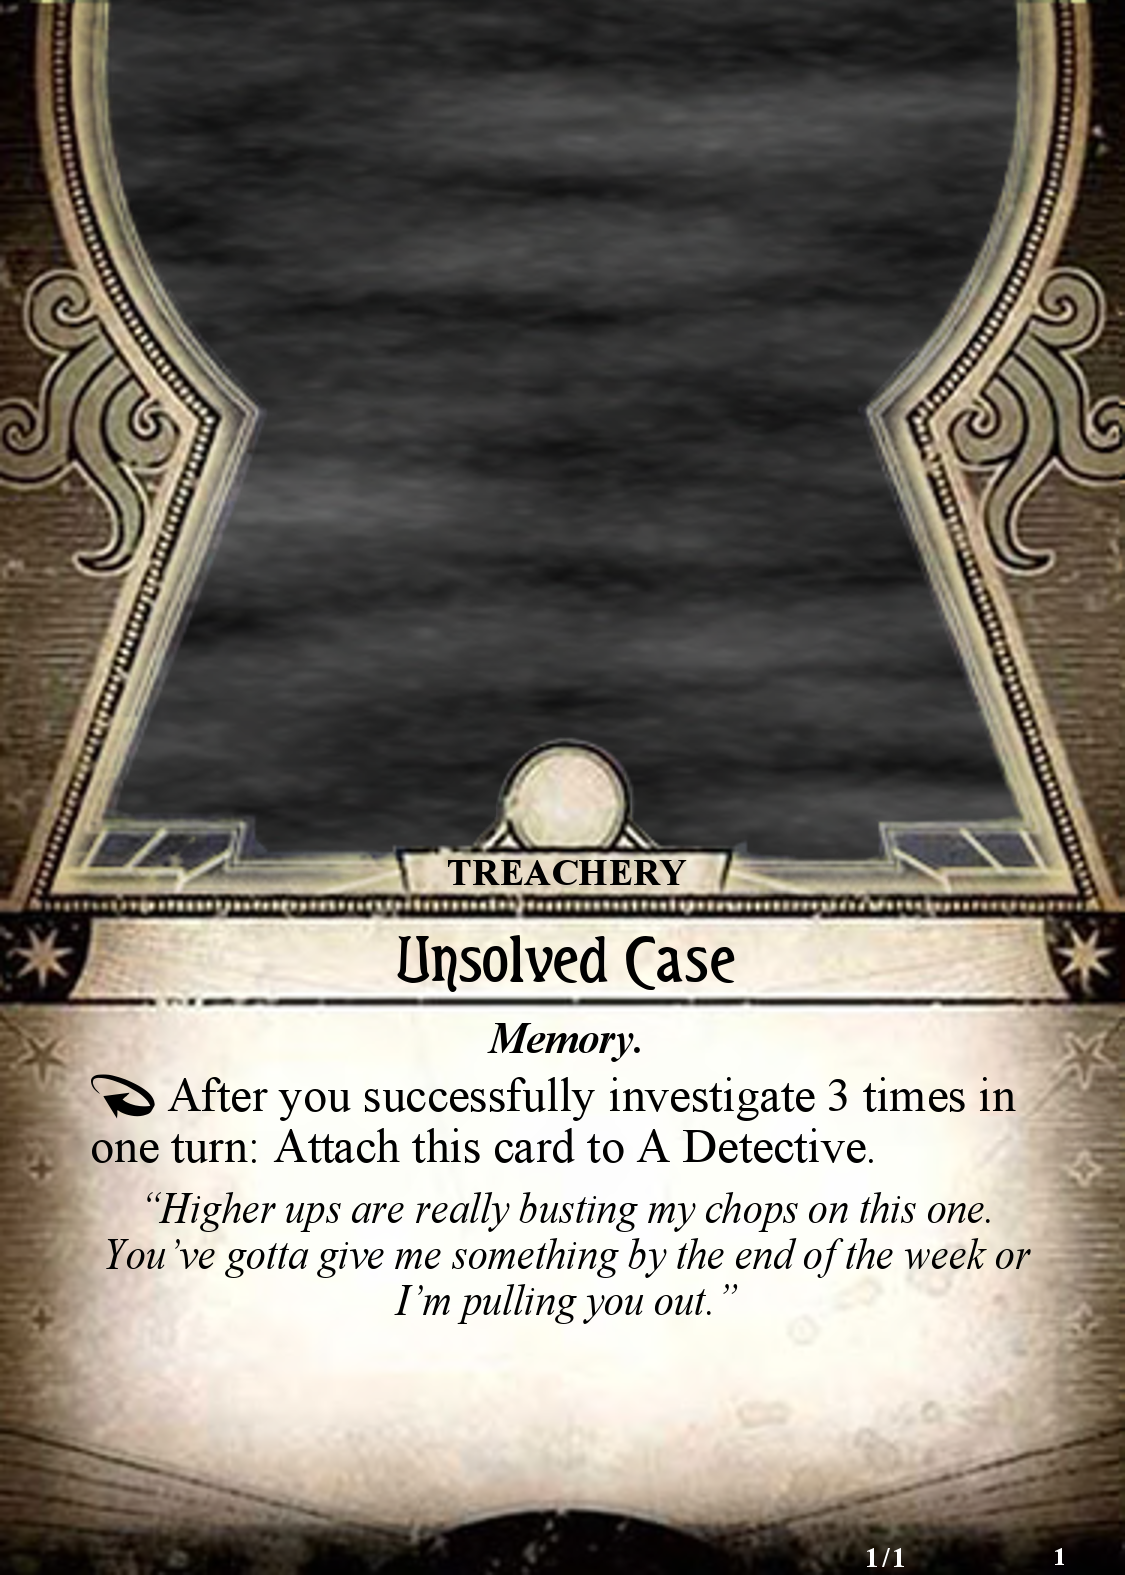 TREACHERY
Unsolved Case
Memory.
After you successfully investigate 3 times in
one turn: Attach this card to A Detective.
“Higher ups are really busting my chops on this one.
You’ve gotta give me something by the end of the week or
I’m pulling you out.”
1/1 1